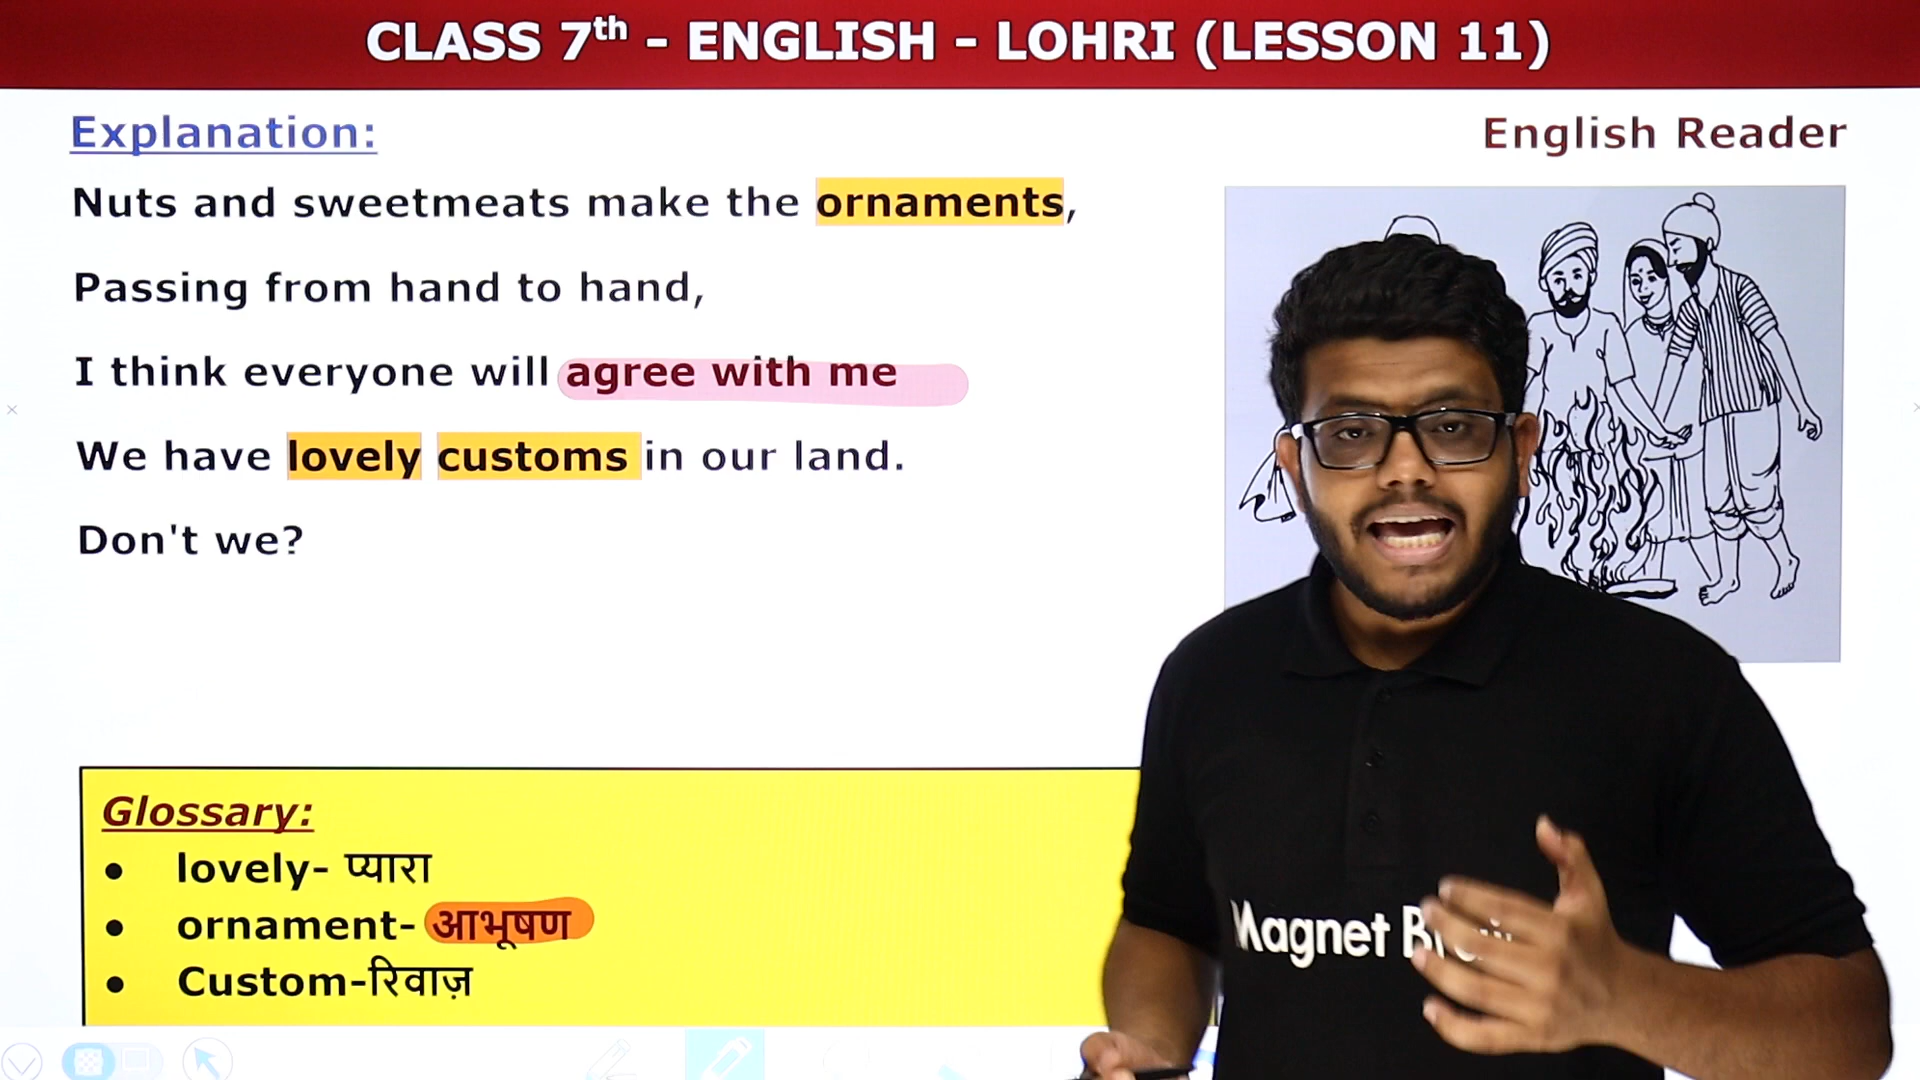 CLASS 7th - ENGLISH - LOHRI (LESSON 11)
Explanation:
English Reader
Nuts and sweetmeats make the ornaments,
Passing from hand to hand,
I think everyone will agree with me
We have lovely customs in our land.
Don't we?
Glossary:
• lovely- प्यारा
• ornament- आभूषण
• Custom-रिवाज़
Magnet